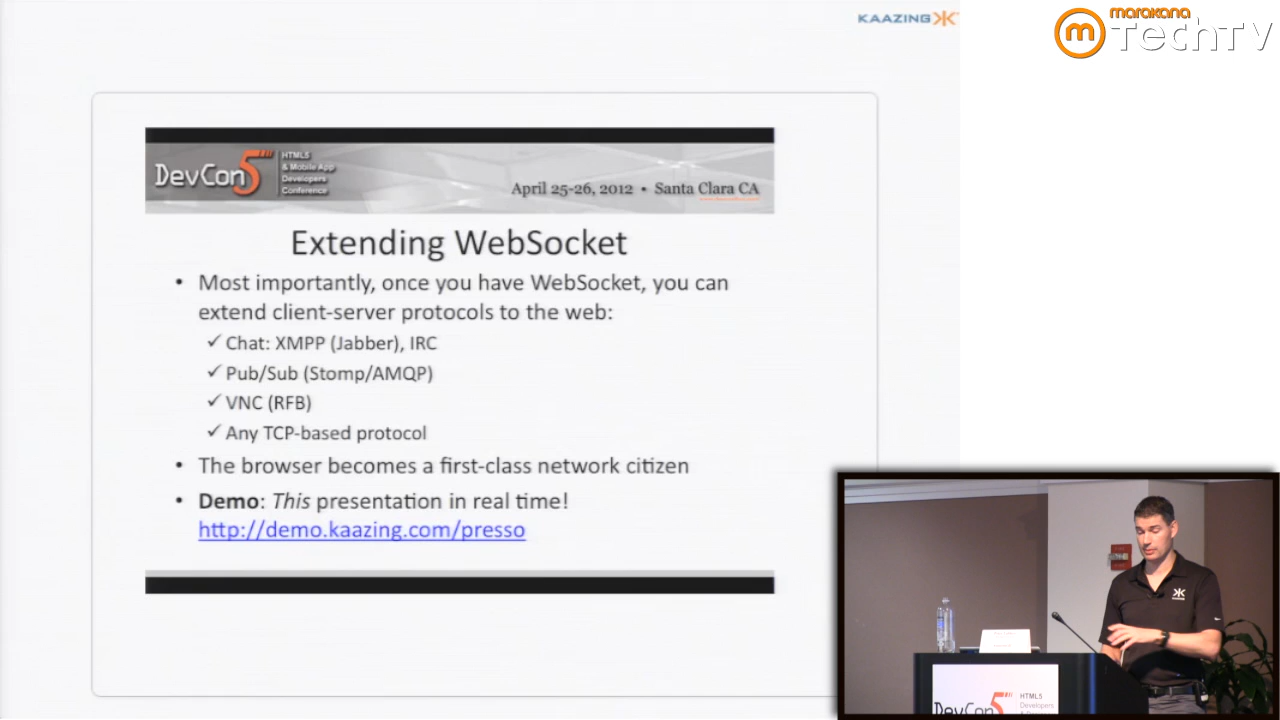 KAAZING
marakana
TechTV
DevCon5
HTML5
& Mobile App
Developers
Conference
April 25-26, 2012 • Santa Clara CA
Extending WebSocket
• Most importantly, once you have WebSocket, you can
extend client-server protocols to the web:
✓ Chat: XMPP (Jabber), IRC
✓ Pub/Sub (Stomp/AMQP)
✓ VNC (RFB)
✓ Any TCP-based protocol
• The browser becomes a first-class network citizen
• Demo: This presentation in real time!
http://demo.kaazing.com/presso
DevCon5
HTML5
Developers